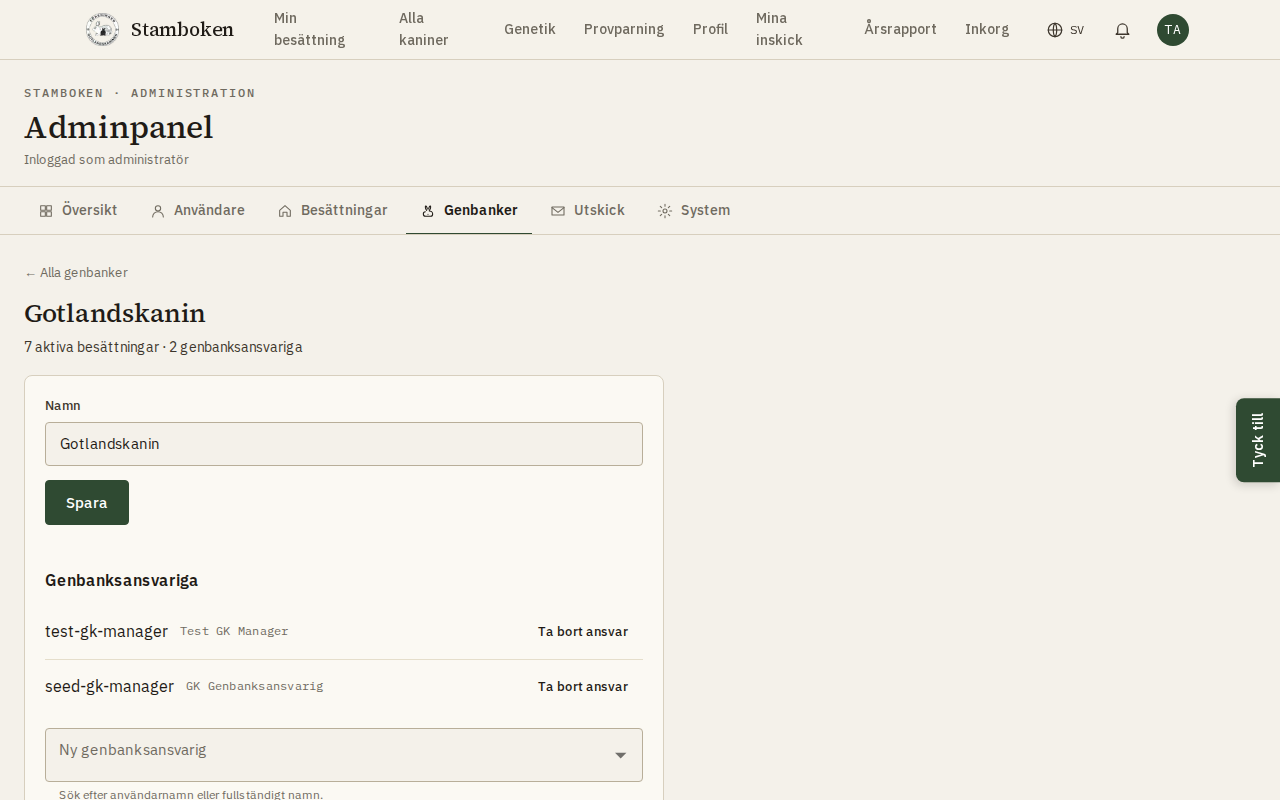 Stamboken
Min besättning
Alla kaniner
Genetik
Provparning
Profil
Mina inskick
Årsrapport
Inkorg
SV
TA
STAMBOKEN · ADMINISTRATION
Adminpanel
Inloggad som administratör
Översikt
Användare
Besättningar
Genbanker
Utskick
System
← Alla genbanker
Gotlandskanin
7 aktiva besättningar · 2 genbanksansvariga
Namn
Gotlandskanin
Spara
Genbanksansvariga
test-gk-manager Test GK Manager Ta bort ansvar
seed-gk-manager GK Genbanksansvarig Ta bort ansvar
Ny genbanksansvarig
Sök efter användarnamn eller fullständigt namn.
Tyck till